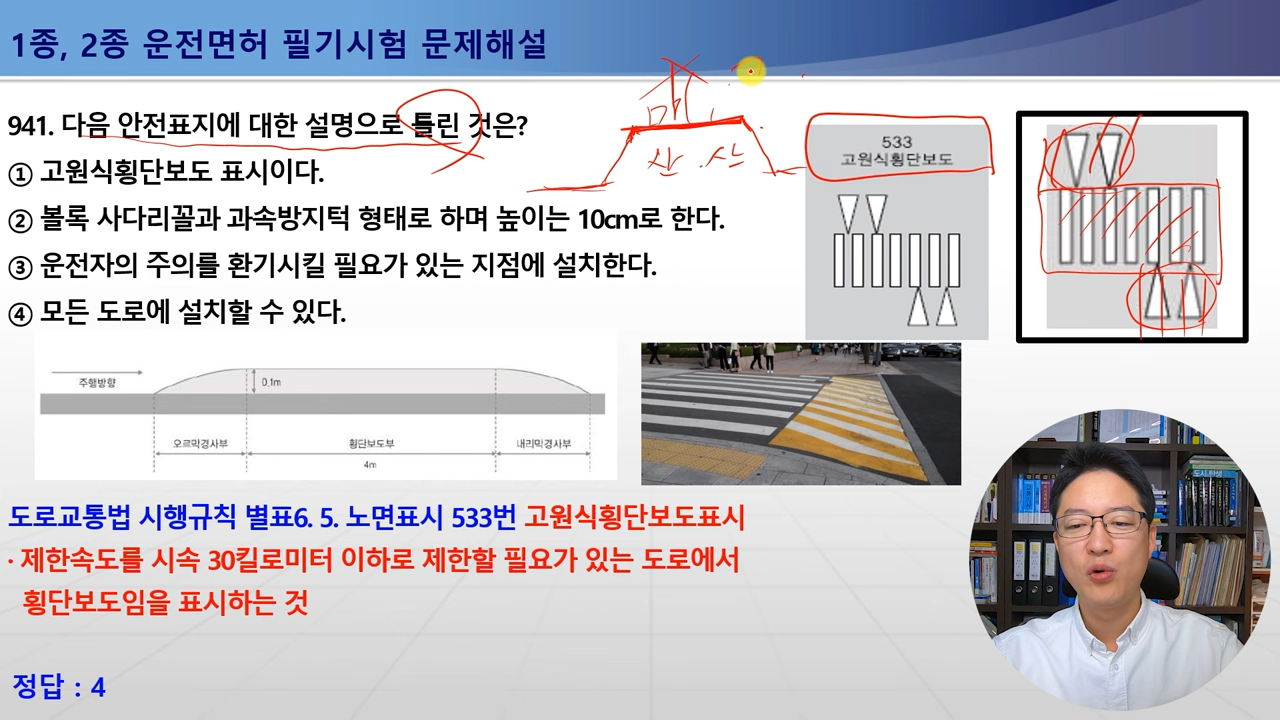 1종, 2종 운전면허 필기시험 문제해설
941. 다음 안전표지에 대한 설명으로 틀린 것은?
① 고원식횡단보도 표시이다.
② 볼록 사다리꼴과 과속방지턱 형태로 하며 높이는 10cm로 한다.
③ 운전자의 주의를 환기시킬 필요가 있는 지점에 설치한다.
④ 모든 도로에 설치할 수 있다.
533
고원식횡단보도
주행방향
0.1m
오르막경사부
횡단보도부
내리막경사부
4m
도로교통법 시행규칙 별표6. 5. 노면표시 533번 고원식횡단보도표시
· 제한속도를 시속 30킬로미터 이하로 제한할 필요가 있는 도로에서
횡단보도임을 표시하는 것
정답 : 4